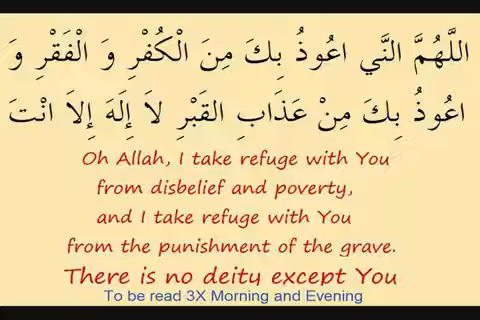 اللَّهُمَّ النَّي اعُوذُ بِكَ مِنَ الْكُفْرِ وَ الْفَقْرِ وَ
اعُوذُ بِكَ مِنْ عَذَابِ القَبْرِ لاَ إِلَهَ إِلاَ انْتَ
Oh Allah, I take refuge with You
from disbelief and poverty,
and I take refuge with You
from the punishment of the grave.
There is no deity except You
To be read 3X Morning and Evening